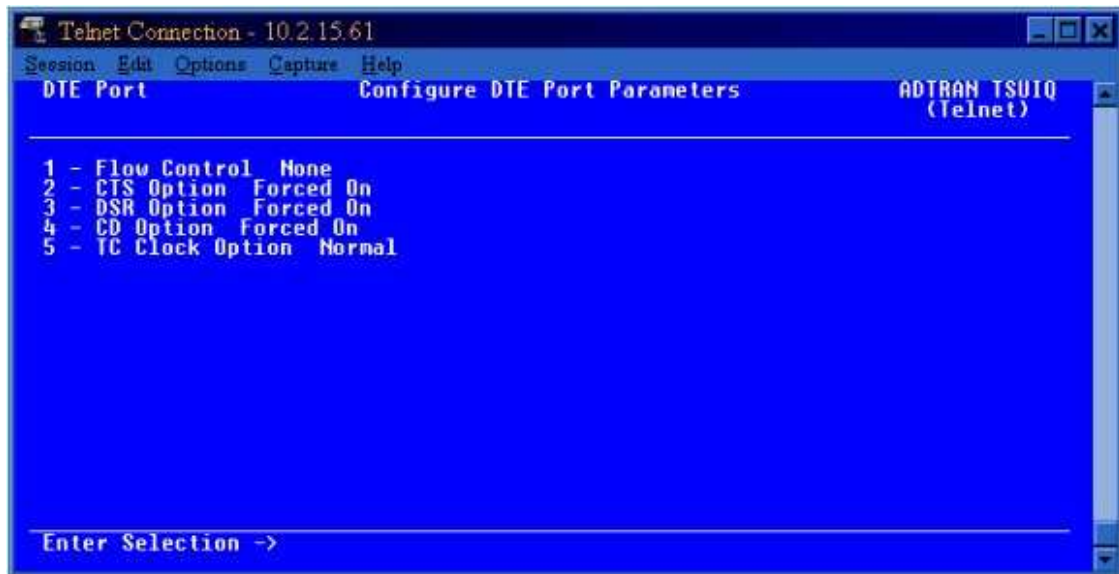 Telnet Connection - 10.2.15.61
Session Edit Options Capture Help
DTE Port Configure DTE Port Parameters ADTRAN TSUIQ
(Telnet)
1 - Flow Control None
2 - CTS Option Forced On
3 - DSR Option Forced On
4 - CD Option Forced On
5 - TC Clock Option Normal
Enter Selection ->